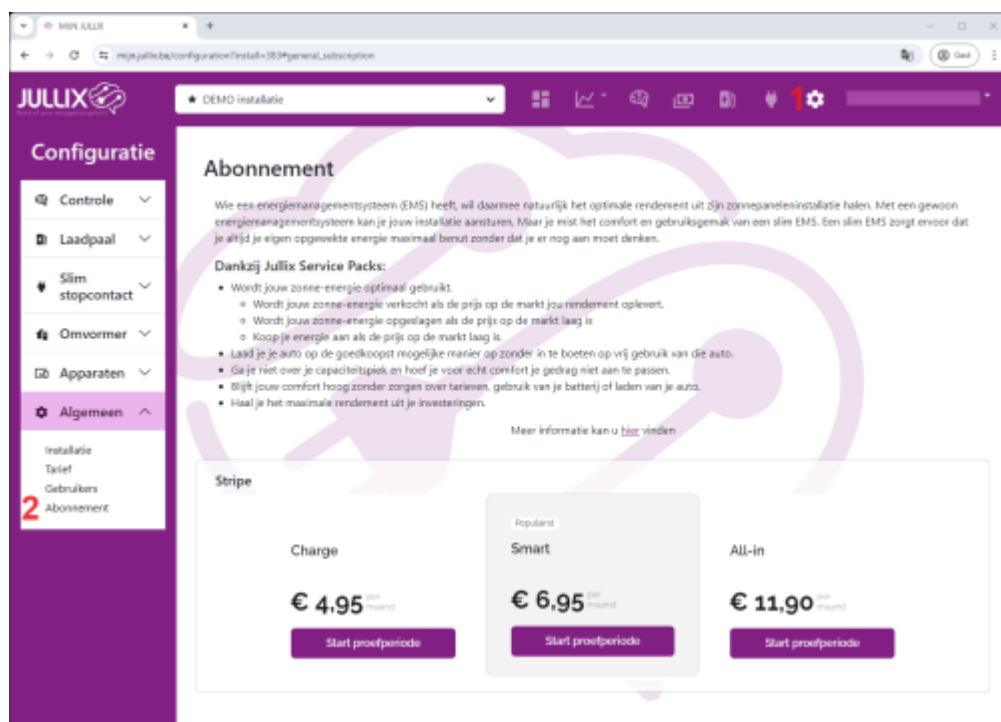 MIJN JULLIX
mijn.jullix.be/configuration?install=383#general_subscription
Gast
JULLIX
★ DEMO installatie
1
Configuratie
Controle
Laadpaal
Slim
stopcontact
Omvormer
Apparaten
Algemeen
Installatie
Tarief
Gebruikers
2 Abonnement
Abonnement
Wie een energiemanagementsysteem (EMS) heeft, wil daarmee natuurlijk het optimale rendement uit zijn zonnepaneleninstallatie halen. Met een gewoon
energiemanagementsysteem kan je jouw installatie aansturen. Maar je mist het comfort en gebruiksgemak van een slim EMS. Een slim EMS zorgt ervoor dat
je altijd je eigen opgewekte energie maximaal benut zonder dat je er nog aan moet denken.
Dankzij Jullix Service Packs:
• Wordt jouw zonne-energie optimaal gebruikt.
◦ Wordt jouw zonne-energie verkocht als de prijs op de markt jou rendement oplevert.
◦ Wordt jouw zonne-energie opgeslagen als de prijs op de markt laag is
◦ Koop je energie aan als de prijs op de markt laag is.
• Laad je je auto op de goedkoopst mogelijke manier op zonder in te boeten op vrij gebruik van die auto.
• Ga je niet over je capaciteitspiek en hoef je voor echt comfort je gedrag niet aan te passen.
• Blijft jouw comfort hoog zonder zorgen over tarieven, gebruik van je batterij of laden van je auto.
• Haal je het maximale rendement uit je investeringen.
Meer informatie kan u hier vinden
Stripe
Charge
€ 4,95 per
maand
Start proefperiode
Populairst
Smart
€ 6,95 per
maand
Start proefperiode
All-in
€ 11,90 per
maand
Start proefperiode